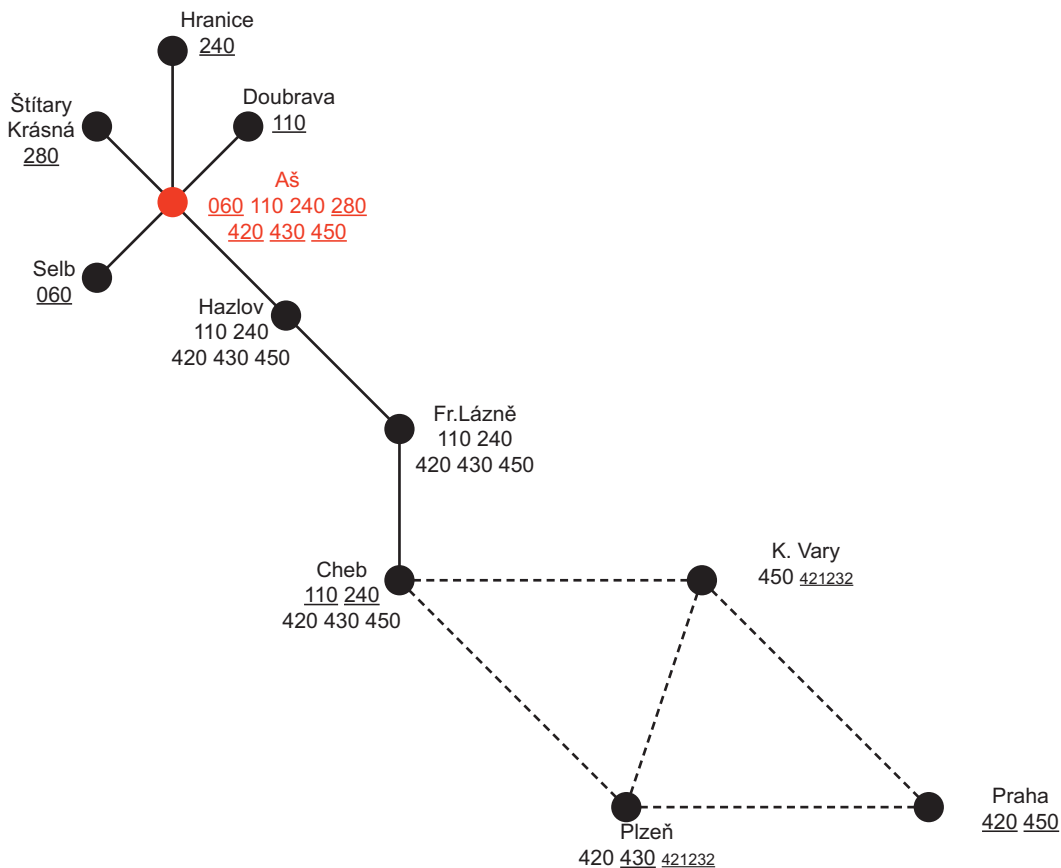 Hranice
240
Doubrava
110
Štítary
Krásná
280
Aš
060 110 240 280
420 430 450
Selb
060
Hazlov
110 240
420 430 450
Fr.Lázně
110 240
420 430 450
Cheb
110 240
420 430 450
K. Vary
450 421232
Praha
420 450
Plzeň
420 430 421232